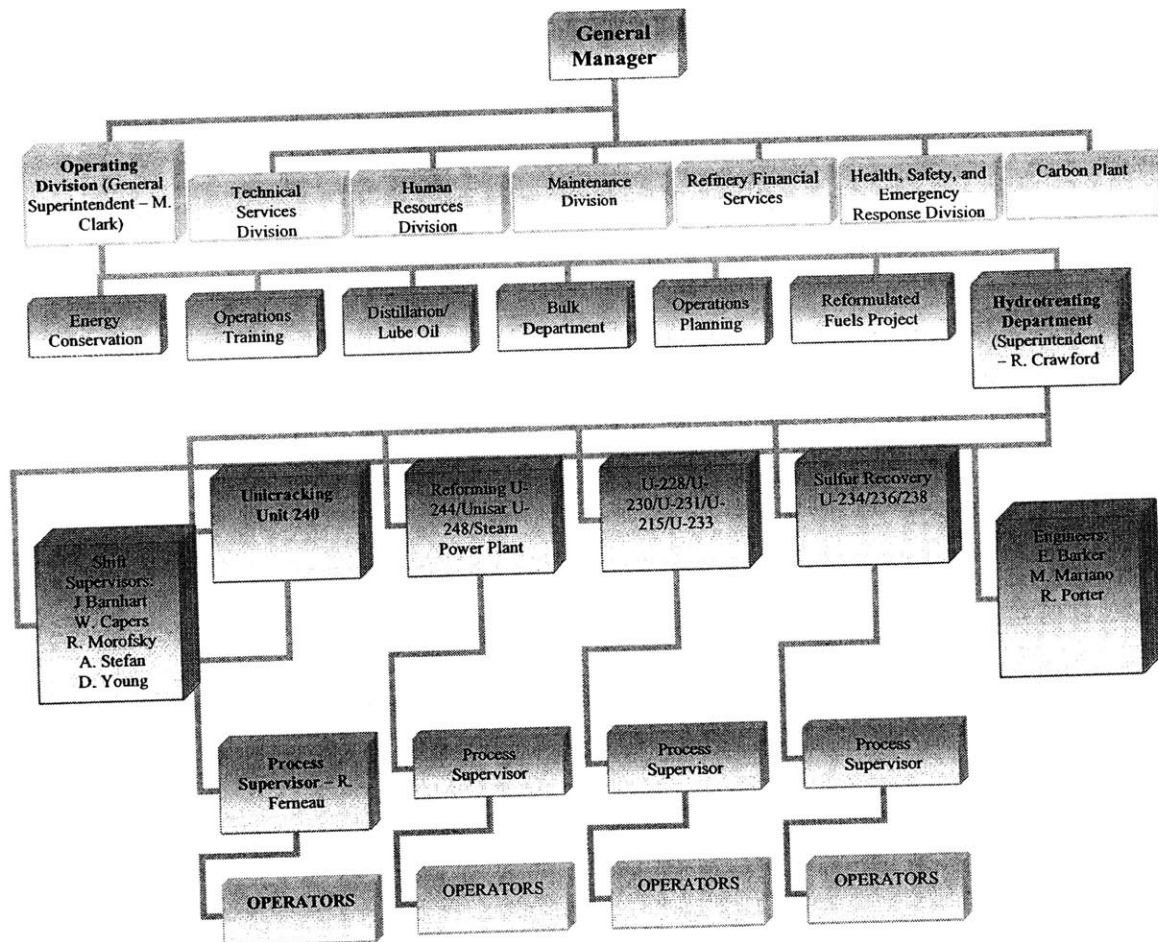 General
Manager
Operating
Division (General
Superintendent – M.
Clark)
Technical
Services
Division
Human
Resources
Division
Maintenance
Division
Refinery Financial
Services
Health, Safety, and
Emergency
Response Division
Carbon Plant
Energy
Conservation
Operations
Training
Distillation/
Lube Oil
Bulk
Department
Operations
Planning
Reformulated
Fuels Project
Hydrotreating
Department
(Superintendent
– R. Crawford
Shift
Supervisors:
J Barnhart
W. Capers
R. Morofsky
A. Stefan
D. Young
Unicracking
Unit 240
Reforming U-
244/Unisar U-
248/Steam
Power Plant
U-228/U-
230/U-231/U-
215/U-233
Sulfur Recovery
U-234/236/238
Engineers:
E. Barker
M. Mariano
R. Porter
Process
Supervisor – R.
Ferneau
Process
Supervisor
Process
Supervisor
Process
Supervisor
OPERATORS
OPERATORS
OPERATORS
OPERATORS